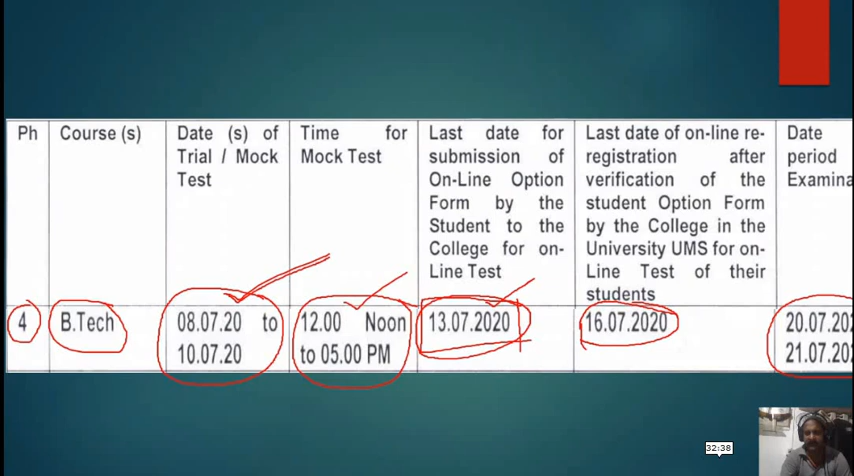 Ph
Course (s)
Date (s) of
Trial / Mock
Test
Time for
Mock Test
Last date for
submission of
On-Line Option
Form by the
Student to the
College for on-
Line Test
Last date of on-line re-
registration after
verification of the
student Option Form
by the College in the
University UMS for on-
Line Test of their
students
Date
period
Examina
4
B.Tech
08.07.20 to
10.07.20
12.00 Noon
to 05.00 PM
13.07.2020
16.07.2020
20.07.202
21.07.202
32:38